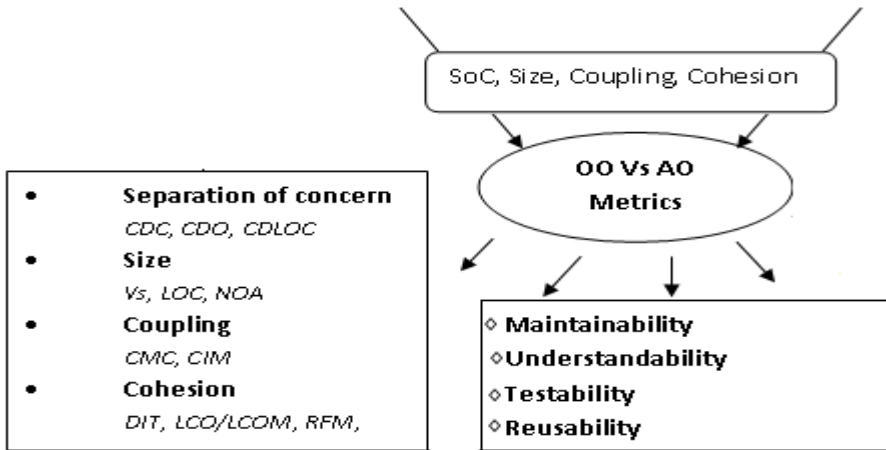 SoC, Size, Coupling, Cohesion
OO Vs AO
Metrics
• Separation of concern
CDC, CDO, CDLOC
• Size
Vs, LOC, NOA
• Coupling
CMC, CIM
• Cohesion
DIT, LCO/LCOM, RFM,
◇ Maintainability
◇ Understandability
◇ Testability
◇ Reusability